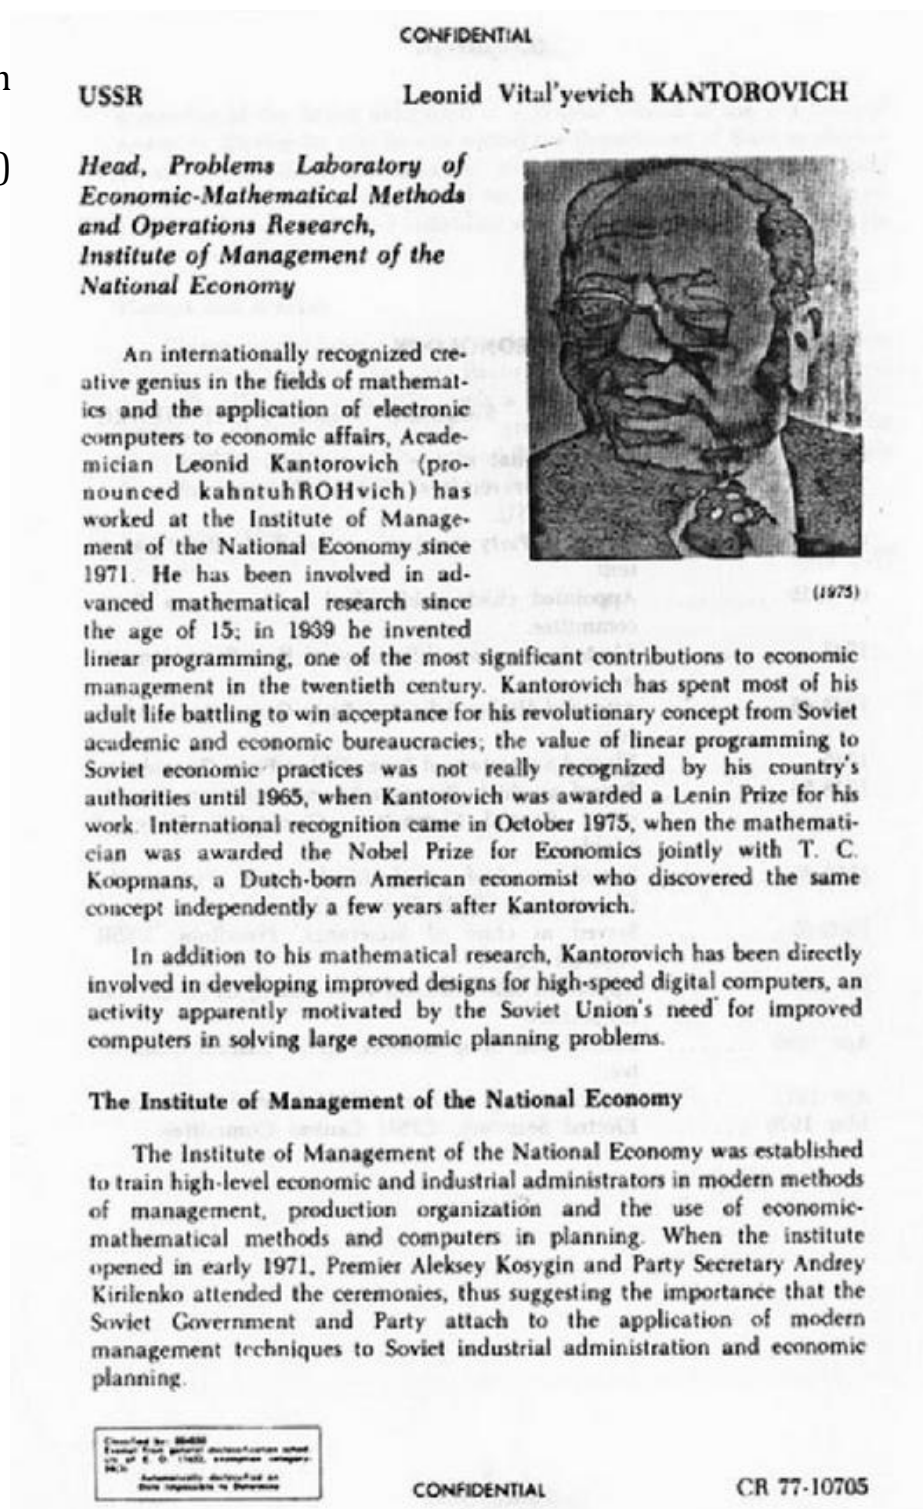 CONFIDENTIAL
n
USSR Leonid Vital'yevich KANTOROVICH
)
Head, Problems Laboratory of
Economic-Mathematical Methods
and Operations Research,
Institute of Management of the
National Economy
An internationally recognized cre-
ative genius in the fields of mathemat-
ics and the application of electronic
computers to economic affairs, Acade-
mician Leonid Kantorovich (pro-
nounced kahntuhROHvich) has
worked at the Institute of Manage-
ment of the National Economy since
1971. He has been involved in ad-
vanced mathematical research since
the age of 15; in 1939 he invented
(1975)
linear programming, one of the most significant contributions to economic
management in the twentieth century. Kantorovich has spent most of his
adult life battling to win acceptance for his revolutionary concept from Soviet
academic and economic bureaucracies; the value of linear programming to
Soviet economic practices was not really recognized by his country's
authorities until 1965, when Kantorovich was awarded a Lenin Prize for his
work. International recognition came in October 1975, when the mathemati-
cian was awarded the Nobel Prize for Economics jointly with T. C.
Koopmans, a Dutch-born American economist who discovered the same
concept independently a few years after Kantorovich.
In addition to his mathematical research, Kantorovich has been directly
involved in developing improved designs for high-speed digital computers, an
activity apparently motivated by the Soviet Union's need for improved
computers in solving large economic planning problems.
The Institute of Management of the National Economy
The Institute of Management of the National Economy was established
to train high-level economic and industrial administrators in modern methods
of management, production organization and the use of economic-
mathematical methods and computers in planning. When the institute
opened in early 1971, Premier Aleksey Kosygin and Party Secretary Andrey
Kirilenko attended the ceremonies, thus suggesting the importance that the
Soviet Government and Party attach to the application of modern
management techniques to Soviet industrial administration and economic
planning.
Classified by
Exempt from general declassification
of E. O. exemption category
Automatically declassified on
Date Impossible to Determine
CONFIDENTIAL CR 77-10705